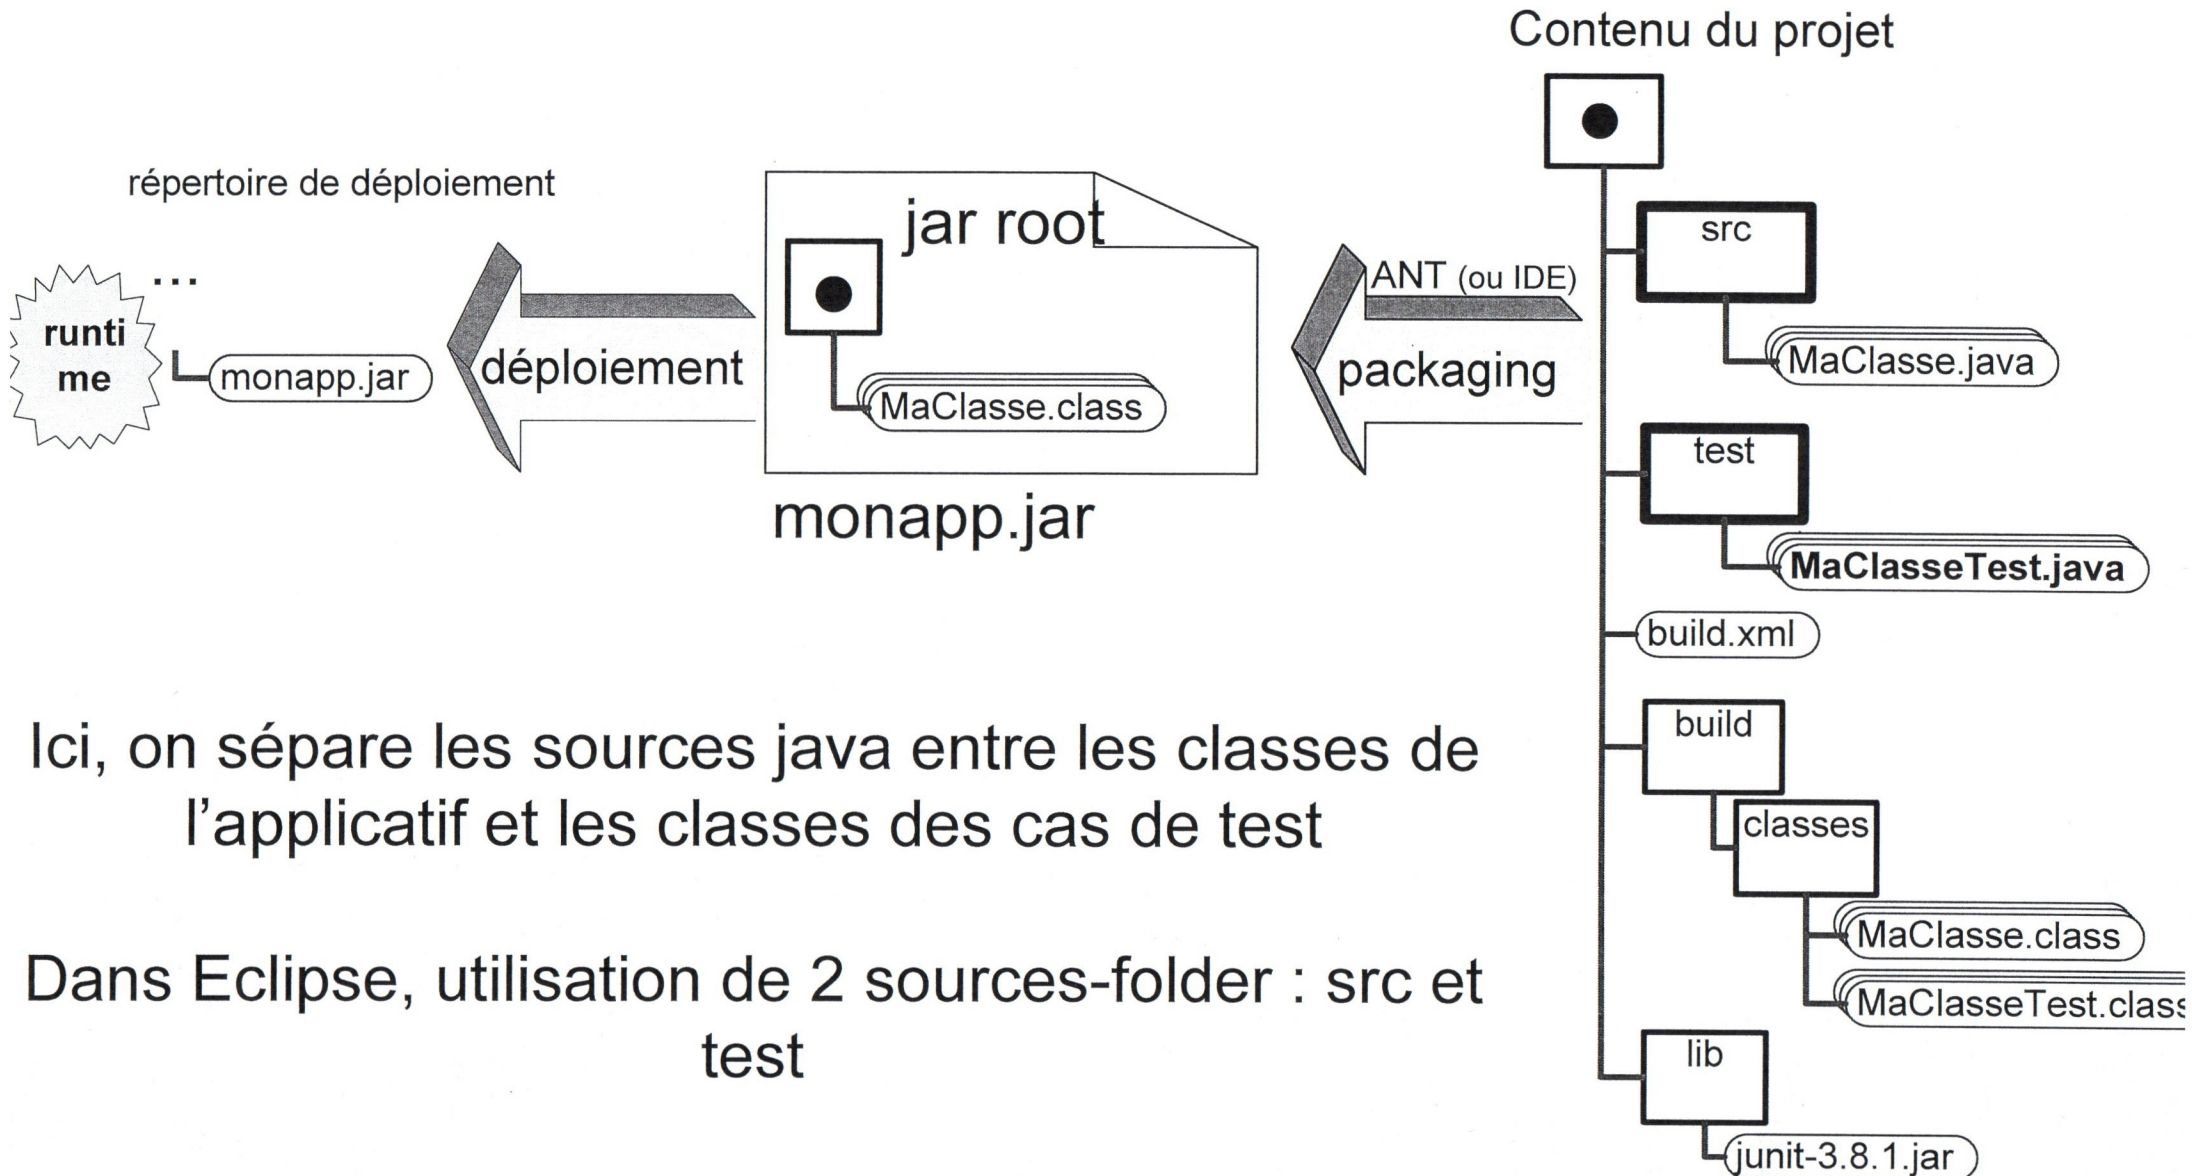 Contenu du projet
répertoire de déploiement
...
runti
me
monapp.jar
déploiement
jar root
MaClasse.class
monapp.jar
ANT (ou IDE)
packaging
src
MaClasse.java
test
MaClasseTest.java
build.xml
build
classes
MaClasse.class
MaClasseTest.class
lib
junit-3.8.1.jar
Ici, on sépare les sources java entre les classes de
l'applicatif et les classes des cas de test
Dans Eclipse, utilisation de 2 sources-folder : src et
test